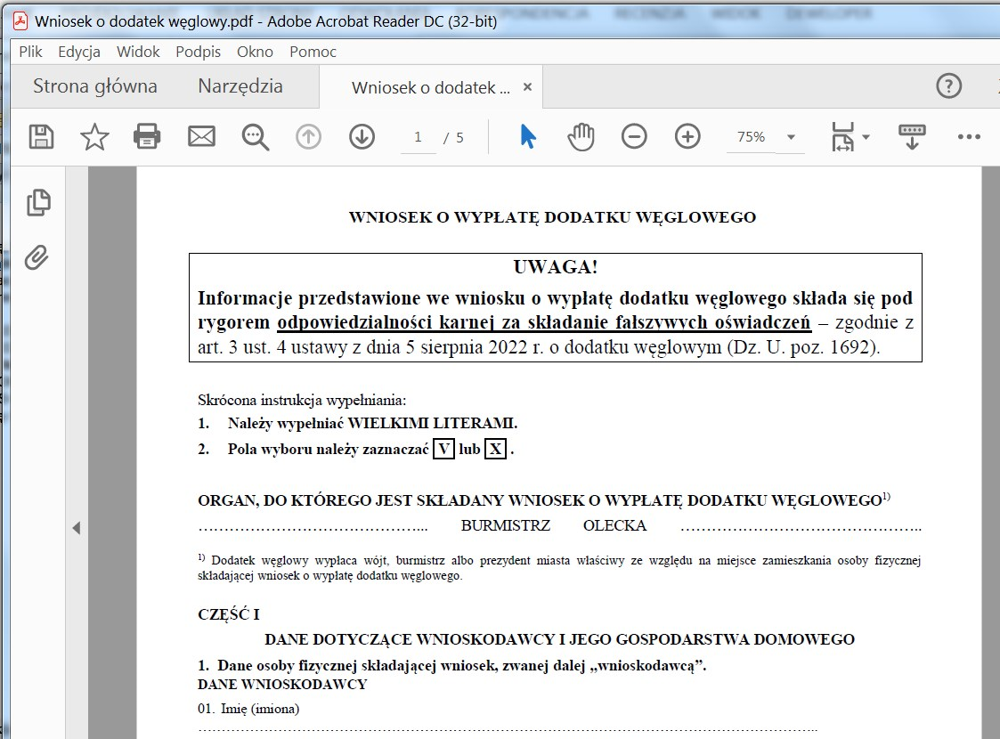 Wniosek o dodatek węglowy.pdf - Adobe Acrobat Reader DC (32-bit)
Plik Edycja Widok Podpis Okno Pomoc
Strona główna Narzędzia Wniosek o dodatek ... ×
1 / 5 75%
WNIOSEK O WYPŁATĘ DODATKU WĘGLOWEGO
UWAGA!
Informacje przedstawione we wniosku o wypłatę dodatku węglowego składa się pod
rygorem odpowiedzialności karnej za składanie fałszywych oświadczeń – zgodnie z
art. 3 ust. 4 ustawy z dnia 5 sierpnia 2022 r. o dodatku węglowym (Dz. U. poz. 1692).
Skrócona instrukcja wypełniania:
1. Należy wypełniać WIELKIMI LITERAMI.
2. Pola wyboru należy zaznaczać V lub X .
ORGAN, DO KTÓREGO JEST SKŁADANY WNIOSEK O WYPŁATĘ DODATKU WĘGLOWEGO1)
…………………………………... BURMISTRZ OLECKA ………………………………………..
1) Dodatek węglowy wypłaca wójt, burmistrz albo prezydent miasta właściwy ze względu na miejsce zamieszkania osoby fizycznej
składającej wniosek o wypłatę dodatku węglowego.
CZĘŚĆ I
DANE DOTYCZĄCE WNIOSKODAWCY I JEGO GOSPODARSTWA DOMOWEGO
1. Dane osoby fizycznej składającej wniosek, zwanej dalej „wnioskodawcą”.
DANE WNIOSKODAWCY
01. Imię (imiona)
………………………………………………………………………………………………………..